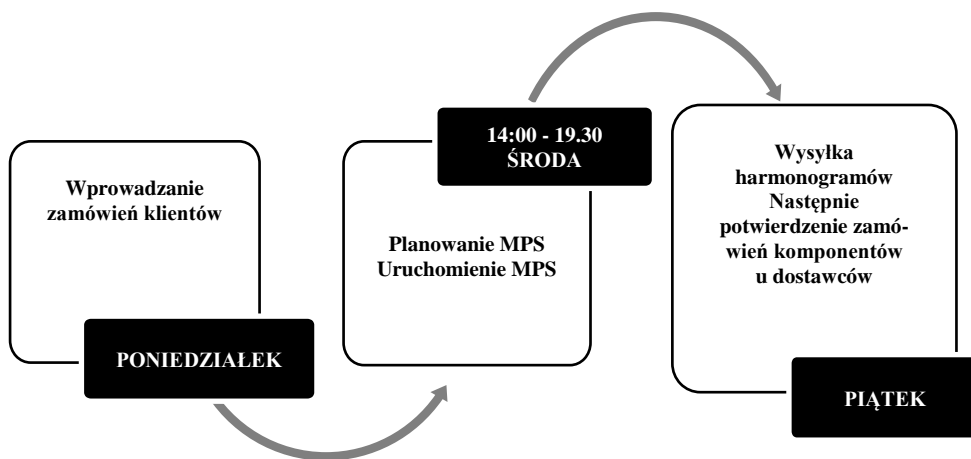 Wprowadzanie
zamówień klientów
PONIEDZIAŁEK
14:00 - 19.30
ŚRODA
Planowanie MPS
Uruchomienie MPS
Wysyłka
harmonogramów
Następnie
potwierdzenie zamó-
wień komponentów
u dostawców
PIĄTEK